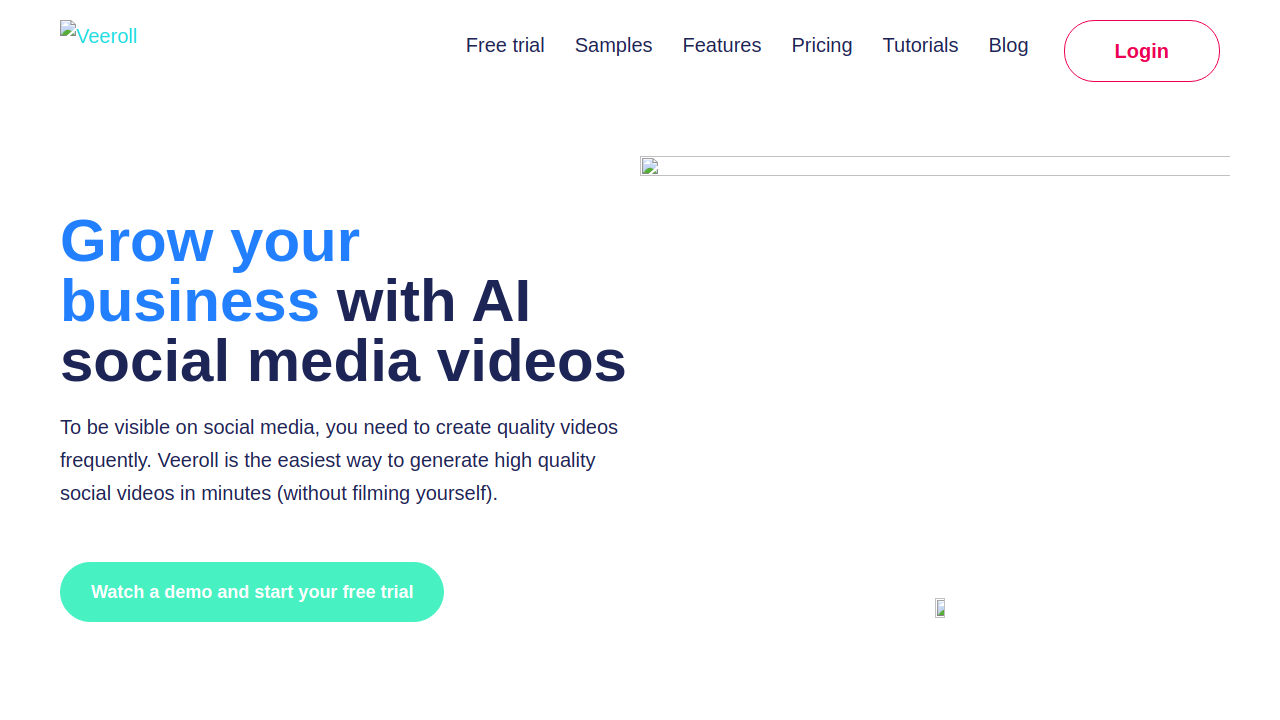 Veeroll
Free trial
Samples
Features
Pricing
Tutorials
Blog
Login
Grow your
business with AI
social media videos
To be visible on social media, you need to create quality videos
frequently. Veeroll is the easiest way to generate high quality
social videos in minutes (without filming yourself).
Watch a demo and start your free trial